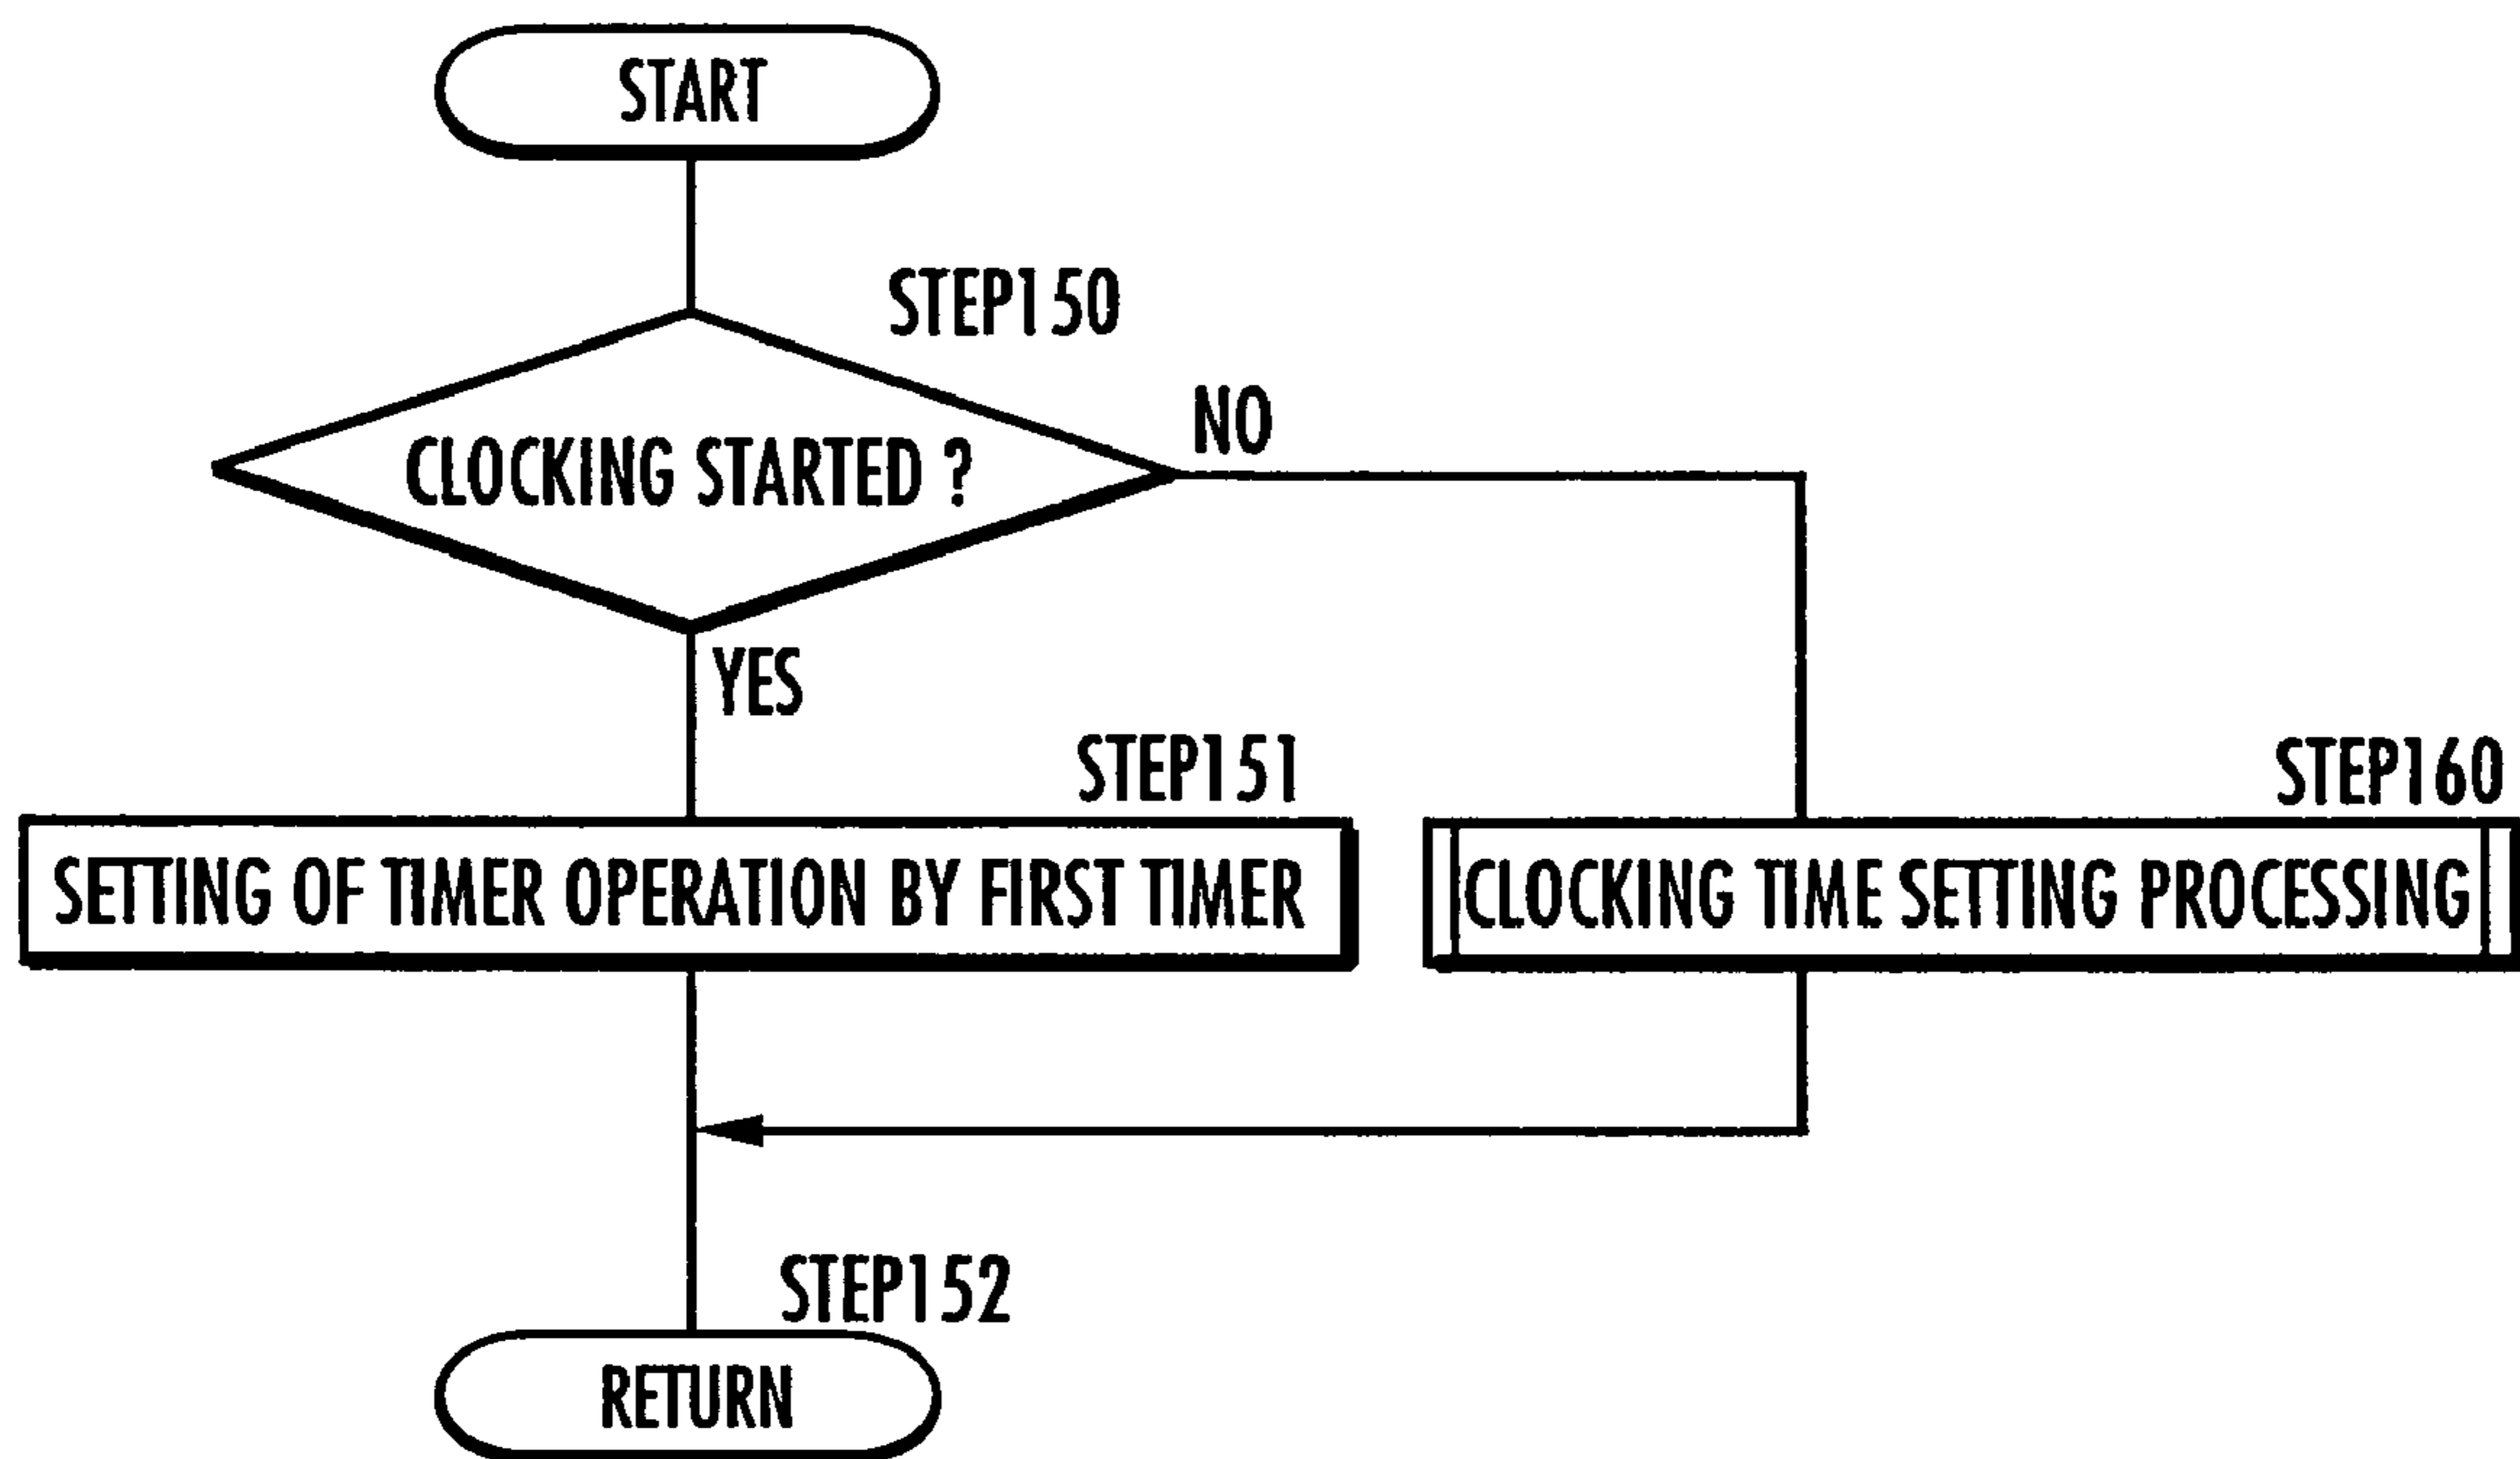 START
STEP150
CLOCKING STARTED ?
NO
YES
STEP151
SETTING OF TIMER OPERATION BY FIRST TIMER
STEP160
CLOCKING TIME SETTING PROCESSING
STEP152
RETURN